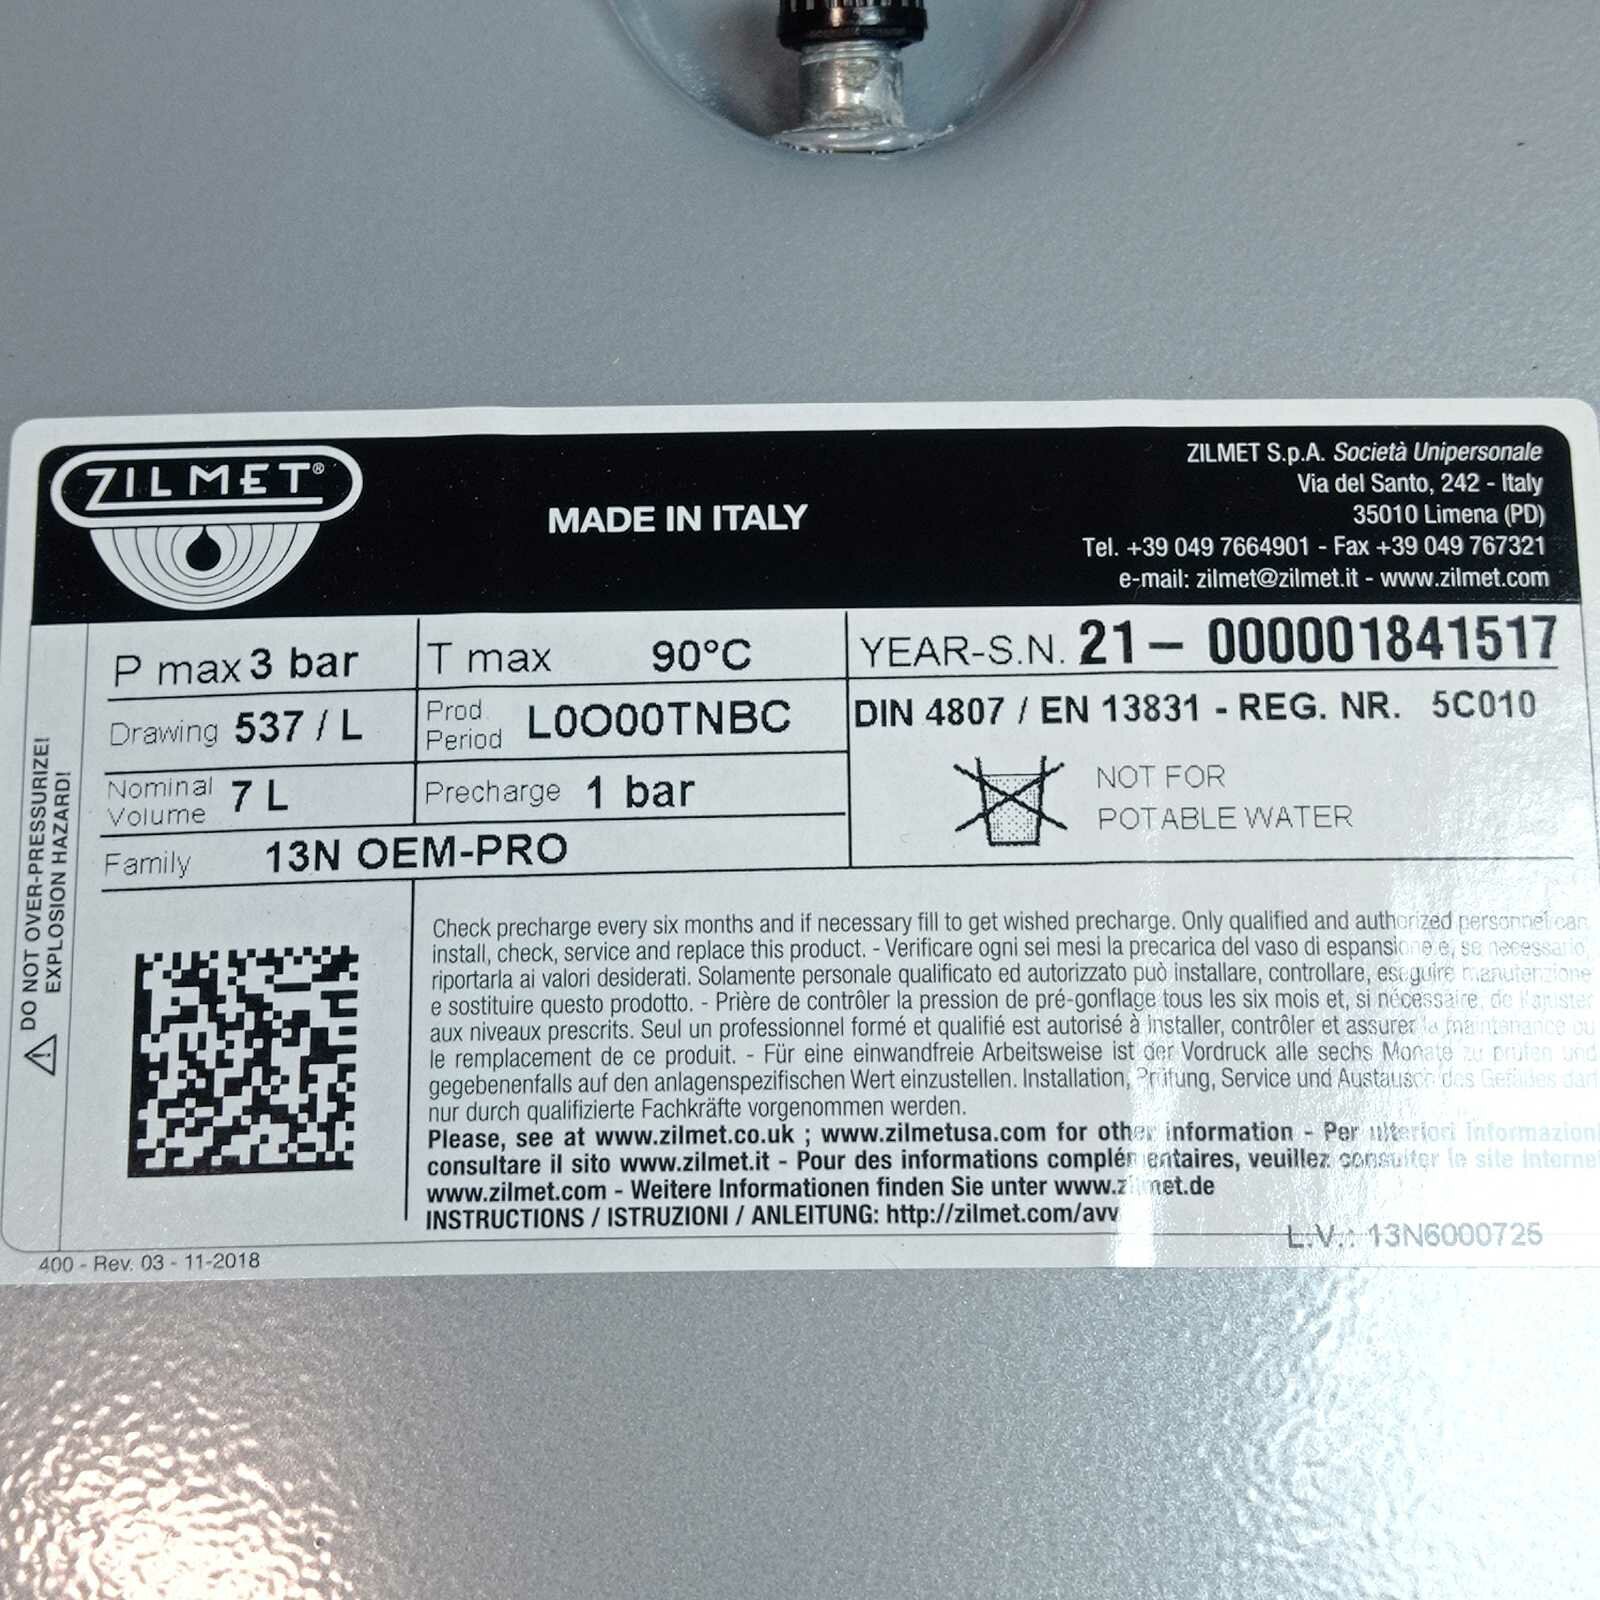 ZILMET®
MADE IN ITALY
ZILMET S.p.A. Società Unipersonale
Via del Santo, 242 - Italy
35010 Limena (PD)
Tel. +39 049 7664901 - Fax +39 049 767321
e-mail: zilmet@zilmet.it - www.zilmet.com
DO NOT OVER-PRESSURIZE!
EXPLOSION HAZARD!
P max 3 bar
T max 90°C
YEAR-S.N. 21- 000001841517
Drawing 537 / L
Prod Period L0O00TNBC
DIN 4807 / EN 13831 - REG. NR. 5C010
Nominal Volume 7 L
Precharge 1 bar
NOT FOR
POTABLE WATER
Family 13N OEM-PRO
Check precharge every six months and if necessary fill to get wished precharge. Only qualified and authorized personnel can
install, check, service and replace this product. - Verificare ogni sei mesi la precarica del vaso di espansione e, se necessario,
riportarla ai valori desiderati. Solamente personale qualificato ed autorizzato può installare, controllare, eseguire manutenzione
e sostituire questo prodotto. - Prière de contrôler la pression de pré-gonflage tous les six mois et, si nécessaire, de l'ajuster
aux niveaux prescrits. Seul un professionnel formé et qualifié est autorisé à installer, contrôler et assurer la maintenance ou
le remplacement de ce produit. - Für eine einwandfreie Arbeitsweise ist der Vordruck alle sechs Monate zu prüfen und
gegebenenfalls auf den anlagenspezifischen Wert einzustellen. Installation, Prüfung, Service und Austausch des Gefäßes darf
nur durch qualifizierte Fachkräfte vorgenommen werden.
Please, see at www.zilmet.co.uk ; www.zilmetusa.com for other information - Per ulteriori informazioni
consultare il sito www.zilmet.it - Pour des informations complémentaires, veuillez consulter le site Internet
www.zilmet.com - Weitere Informationen finden Sie unter www.zilmet.de
INSTRUCTIONS / ISTRUZIONI / ANLEITUNG: http://zilmet.com/avv
L.V.: 13N6000725
400 - Rev. 03 - 11-2018